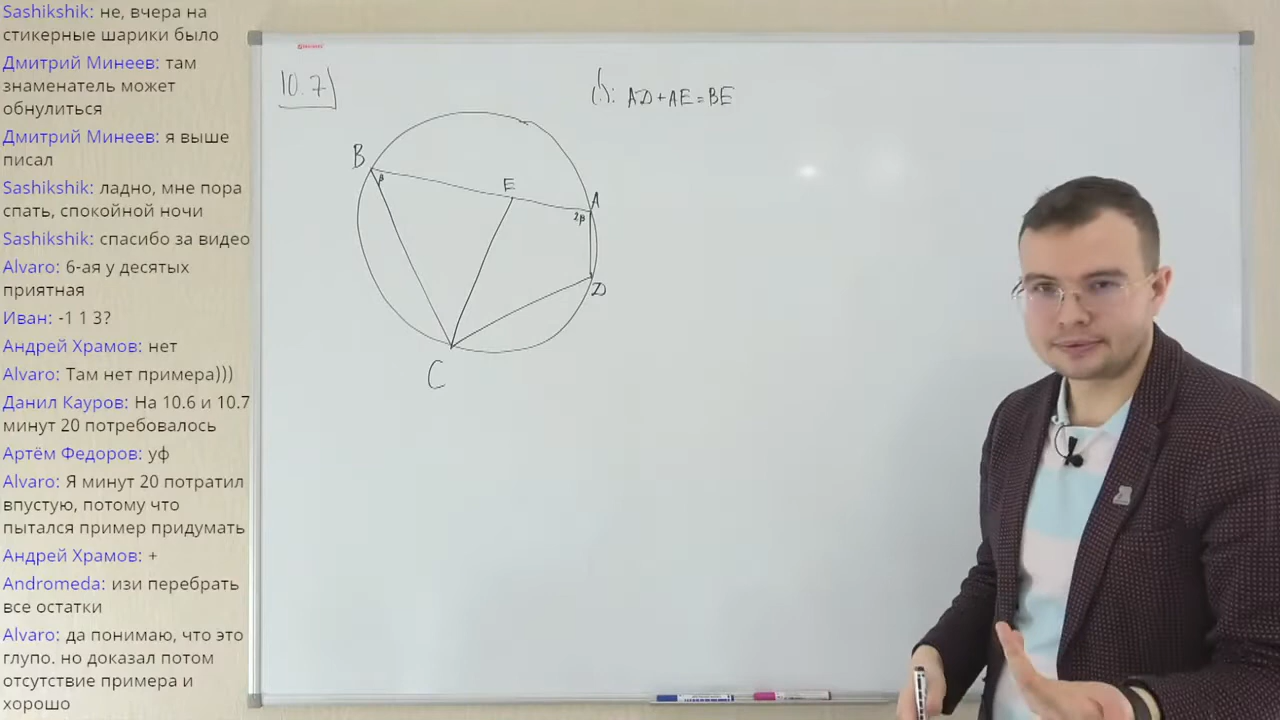 Sashikshik: не, вчера на
стикерные шарики было
Дмитрий Минеев: там
знаменатель может
обнулиться
Дмитрий Минеев: я выше
писал
Sashikshik: ладно, мне пора
спать, спокойной ночи
Sashikshik: спасибо за видео
Alvaro: 6-ая у десятых
приятная
Иван: -1 1 3?
Андрей Храмов: нет
Alvaro: Там нет примера)))
Данил Кауров: На 10.6 и 10.7
минут 20 потребовалось
Артём Федоров: уф
Alvaro: Я минут 20 потратил
впустую, потому что
пытался пример придумать
Андрей Храмов: +
Andromeda: изи перебрать
все остатки
Alvaro: да понимаю, что это
глупо. но доказал потом
отсутствие примера и
хорошо
10.7)
(!): AD+AE=BE
B
β
E
A
2β
D
C